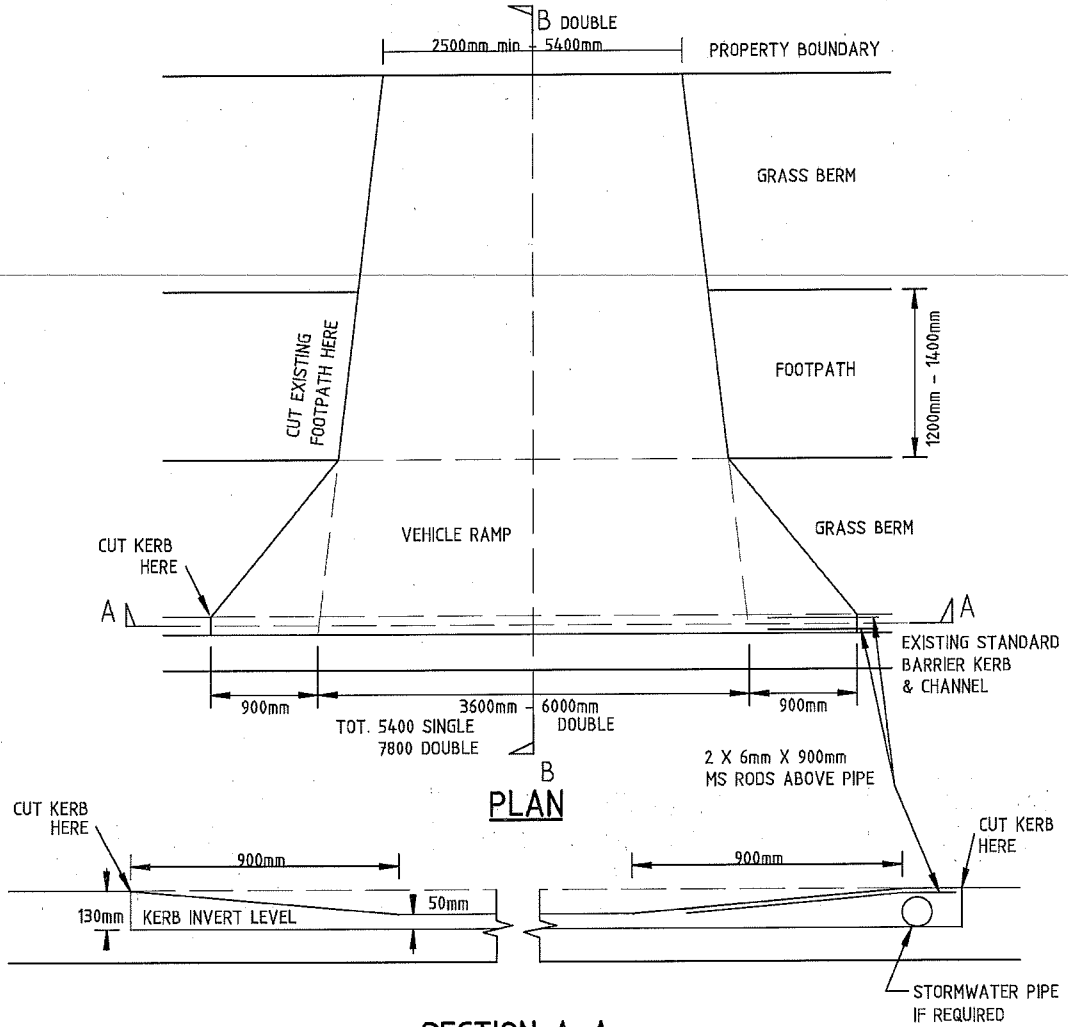 B DOUBLE
2500mm min - 5400mm
PROPERTY BOUNDARY
GRASS BERM
CUT EXISTING
FOOTPATH HERE
FOOTPATH
1200mm - 1400mm
VEHICLE RAMP
GRASS BERM
CUT KERB
HERE
A
A
EXISTING STANDARD
BARRIER KERB
& CHANNEL
900mm
3600mm - 6000mm
900mm
TOT. 5400 SINGLE
DOUBLE
7800 DOUBLE
B
2 X 6mm X 900mm
MS RODS ABOVE PIPE
PLAN
CUT KERB
HERE
CUT KERB
HERE
900mm
900mm
50mm
130mm
KERB INVERT LEVEL
STORMWATER PIPE
IF REQUIRED
SECTION A-A